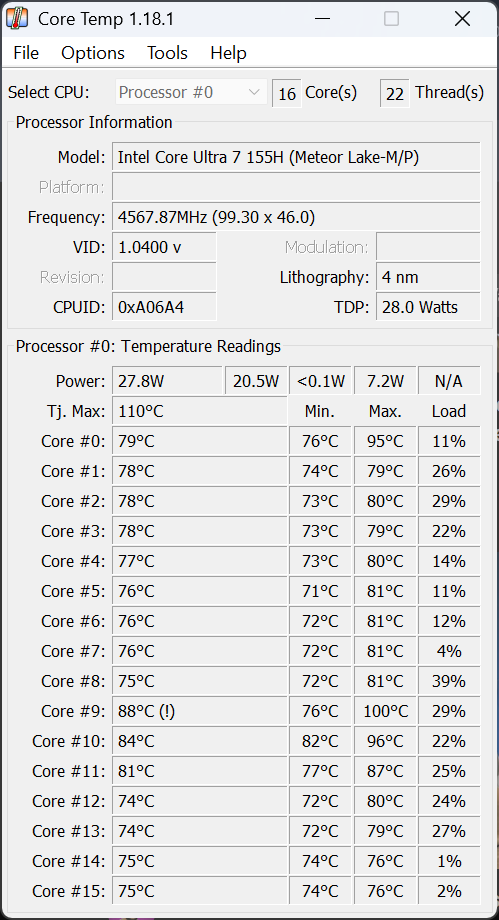 Core Temp 1.18.1
File Options Tools Help
Select CPU: Processor #0 16 Core(s) 22 Thread(s)
Processor Information
Model: Intel Core Ultra 7 155H (Meteor Lake-M/P)
Platform:
Frequency: 4567.87MHz (99.30 x 46.0)
VID: 1.0400 v Modulation:
Revision: Lithography: 4 nm
CPUID: 0xA06A4 TDP: 28.0 Watts
Processor #0: Temperature Readings
Power: 27.8W 20.5W <0.1W 7.2W N/A
Tj. Max: 110°C Min. Max. Load
Core #0: 79°C 76°C 95°C 11%
Core #1: 78°C 74°C 79°C 26%
Core #2: 78°C 73°C 80°C 29%
Core #3: 78°C 73°C 79°C 22%
Core #4: 77°C 73°C 80°C 14%
Core #5: 76°C 71°C 81°C 11%
Core #6: 76°C 72°C 81°C 12%
Core #7: 76°C 72°C 81°C 4%
Core #8: 75°C 72°C 81°C 39%
Core #9: 88°C (!) 76°C 100°C 29%
Core #10: 84°C 82°C 96°C 22%
Core #11: 81°C 77°C 87°C 25%
Core #12: 74°C 72°C 80°C 24%
Core #13: 74°C 72°C 79°C 27%
Core #14: 75°C 74°C 76°C 1%
Core #15: 75°C 74°C 76°C 2%